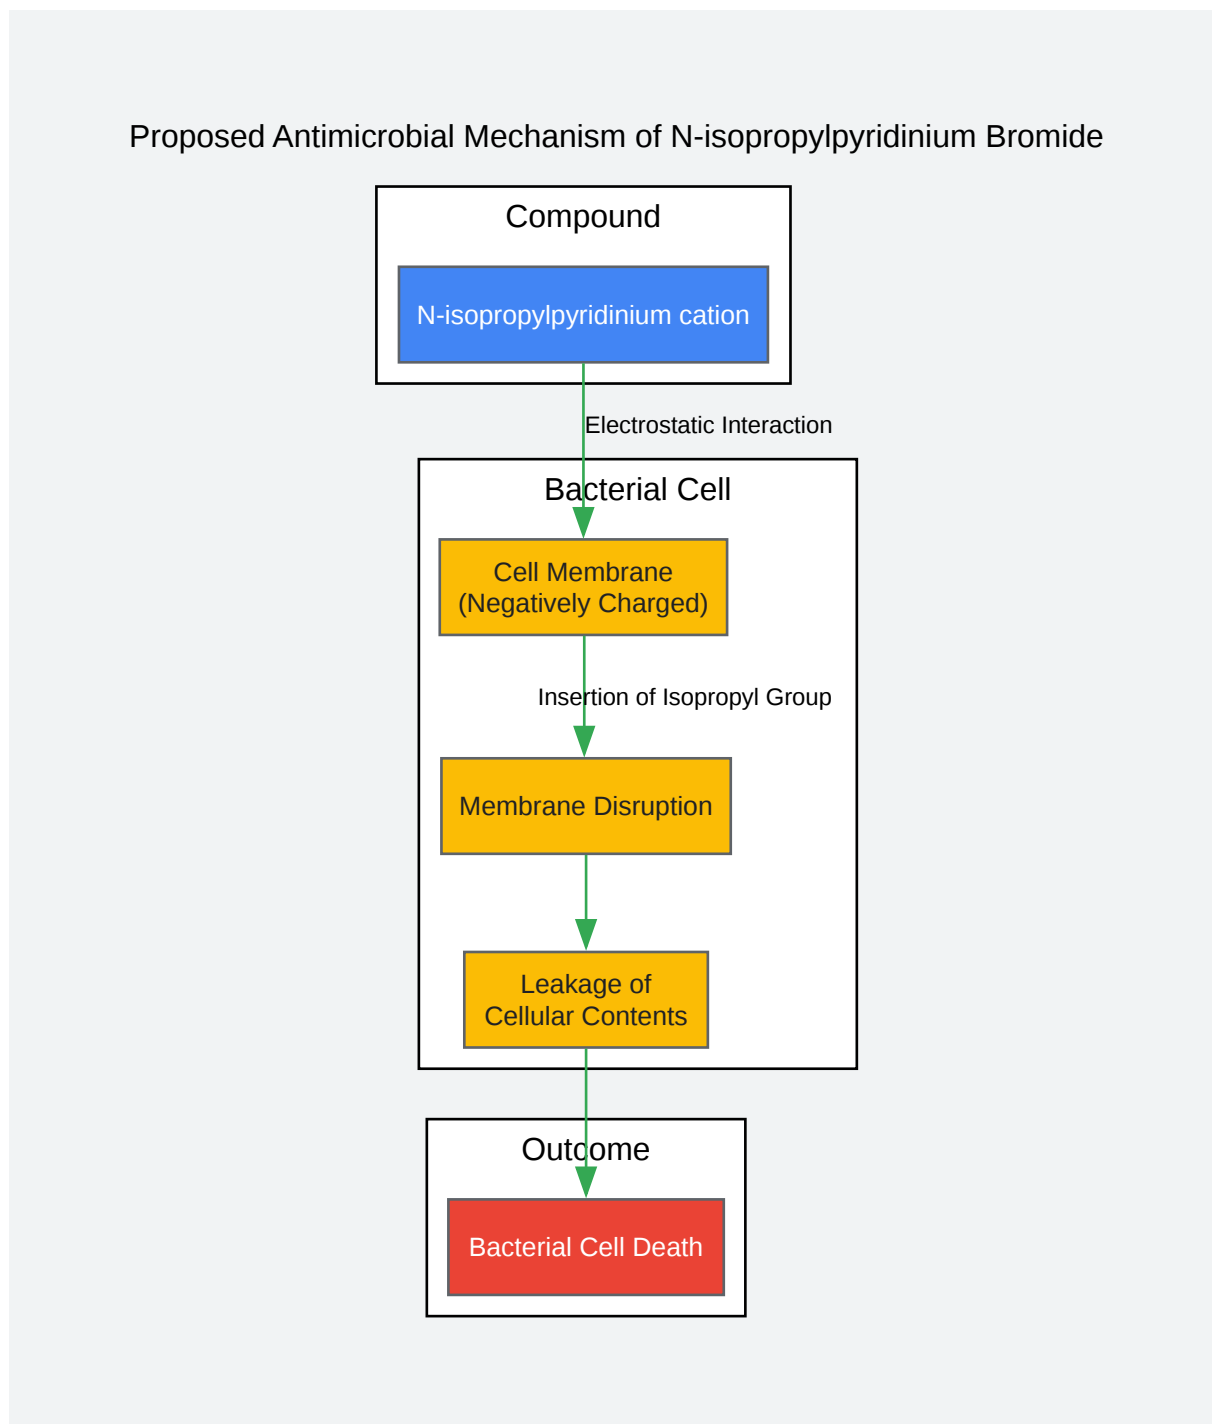 Proposed Antimicrobial Mechanism of N-isopropylpyridinium Bromide
Compound
N-isopropylpyridinium cation
Electrostatic Interaction
Bacterial Cell
Cell Membrane
(Negatively Charged)
Insertion of Isopropyl Group
Membrane Disruption
Leakage of
Cellular Contents
Outcome
Bacterial Cell Death